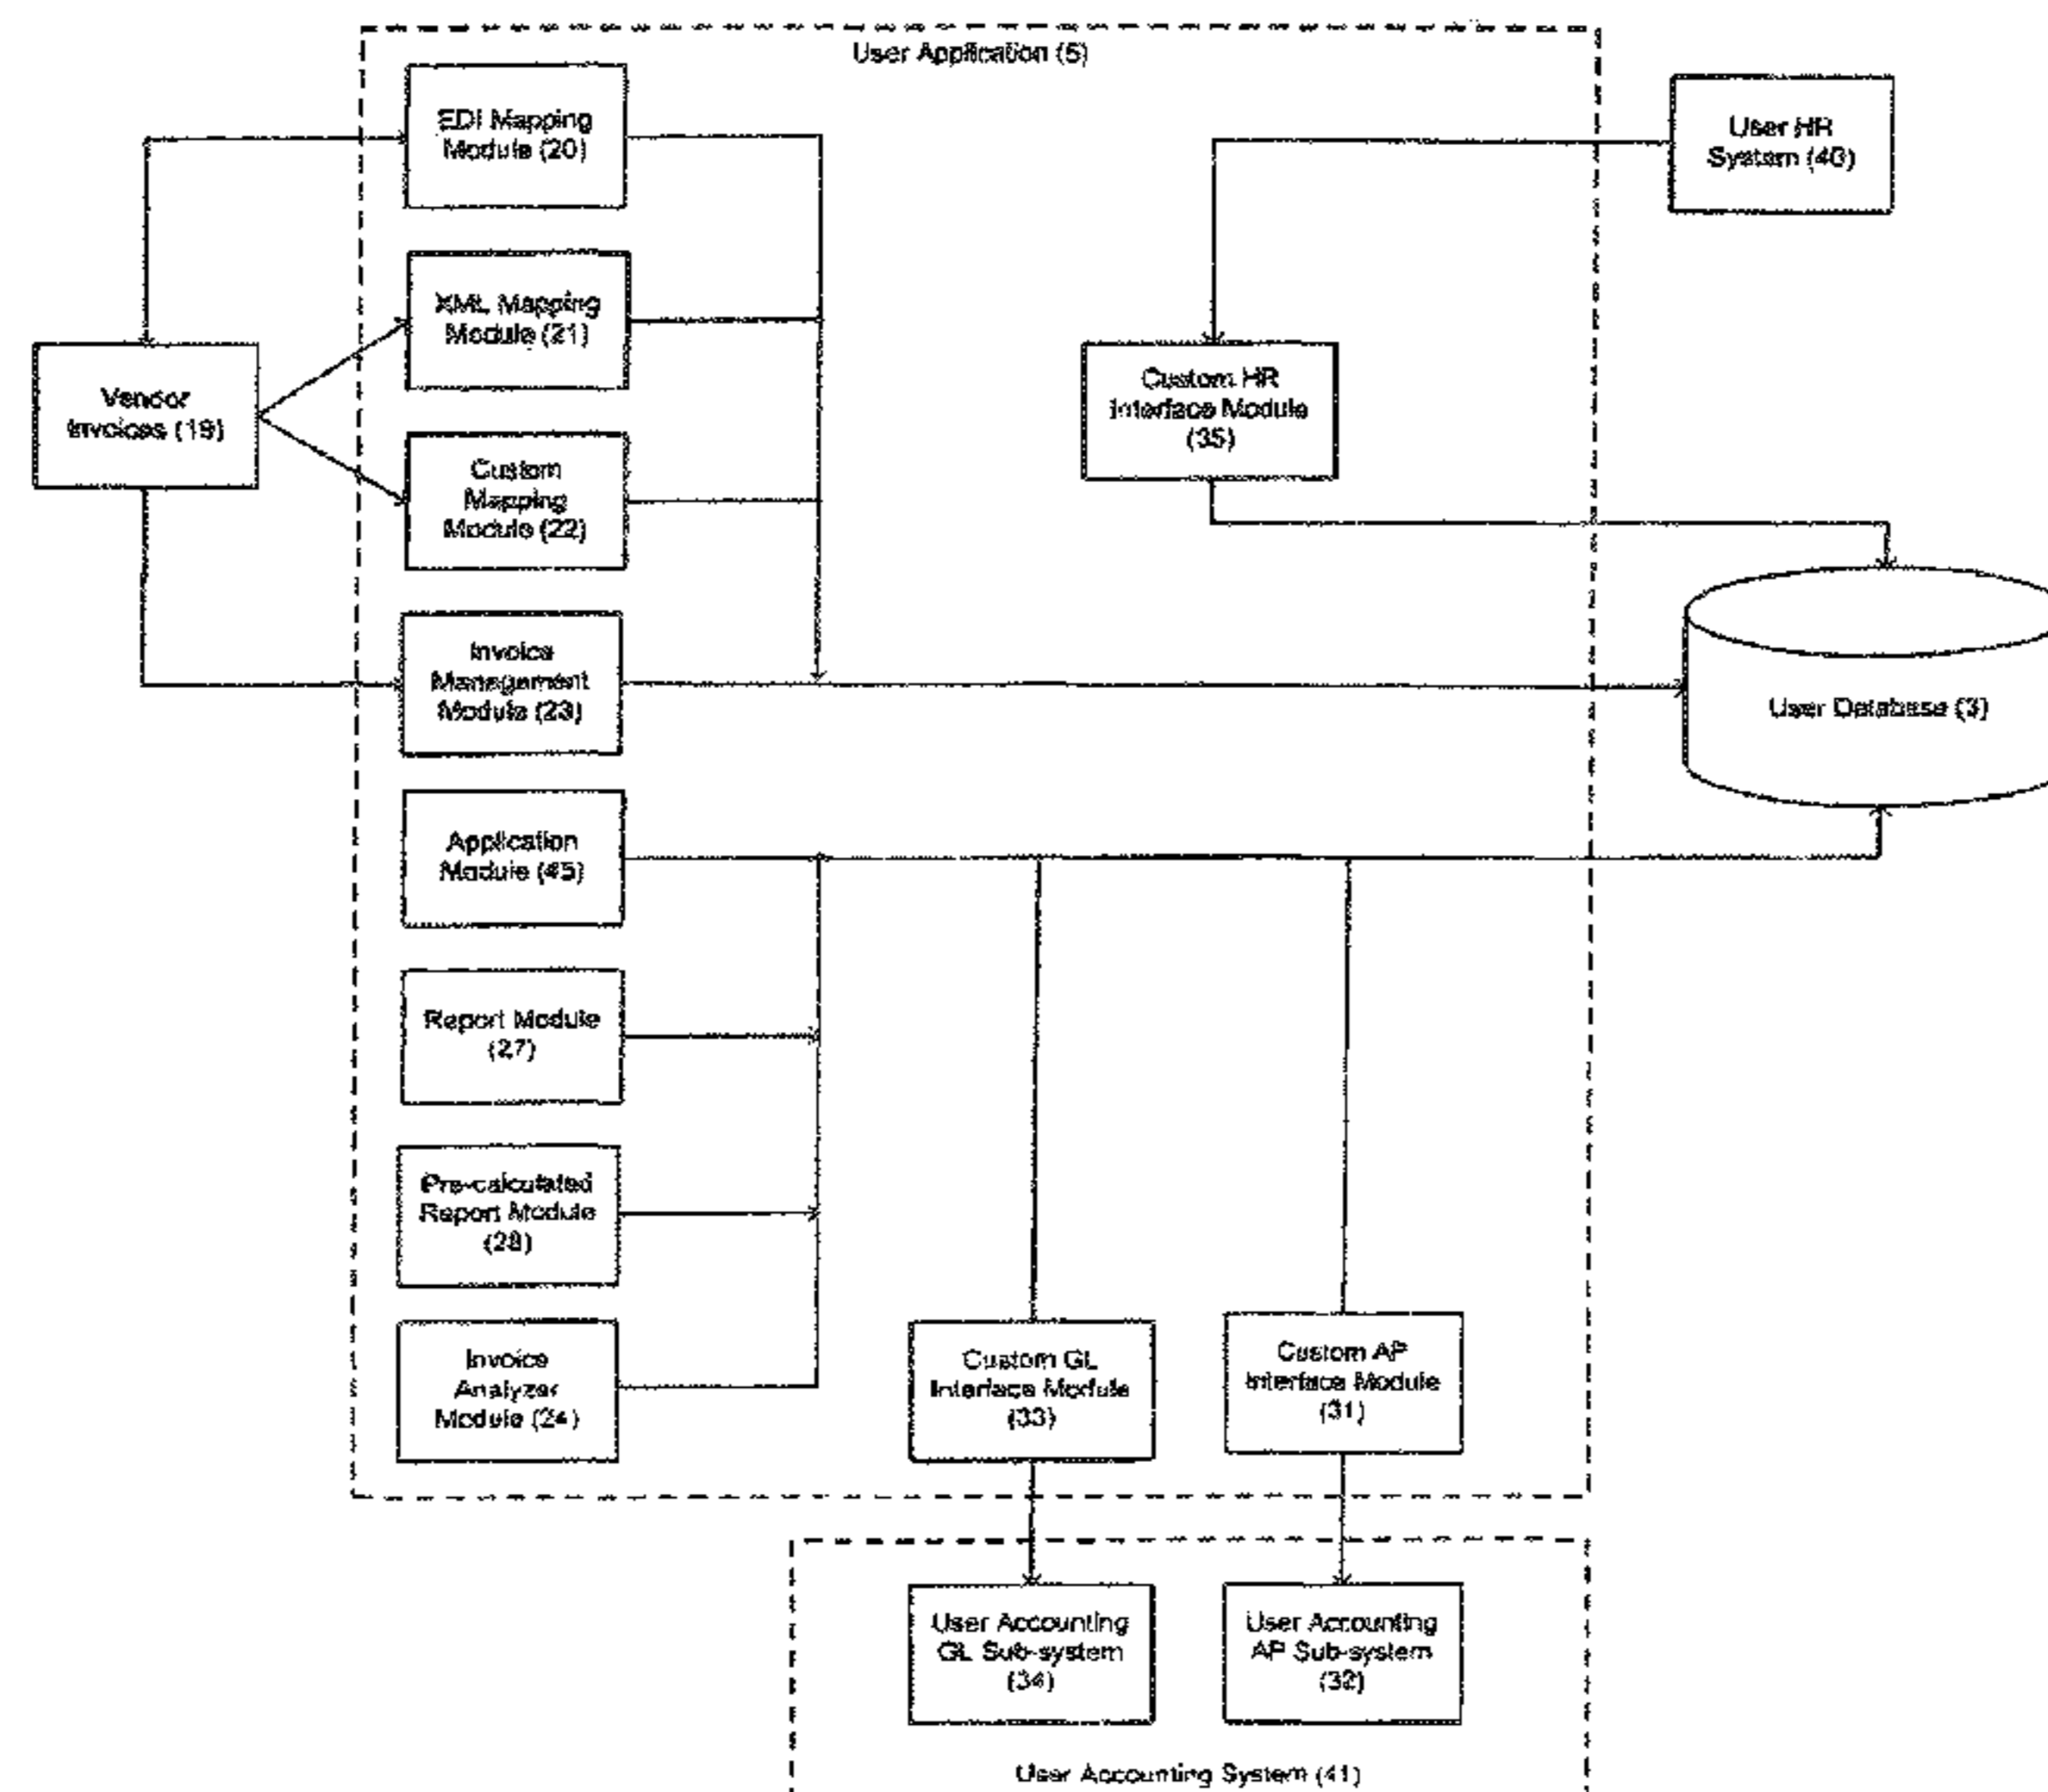 User Application (5)
EDI Mapping
Module (20)
User HR
System (40)
XML Mapping
Module (21)
Vendor
Invoices (19)
Custom HR
Interface Module
(35)
Custom
Mapping
Module (22)
Invoice
Management
Module (23)
User Database (3)
Application
Module (45)
Report Module
(27)
Pre-calculated
Report Module
(28)
Invoice
Analyzer
Module (24)
Custom GL
Interface Module
(33)
Custom AP
Interface Module
(31)
User Accounting
GL Sub-system
(34)
User Accounting
AP Sub-system
(32)
User Accounting System (41)